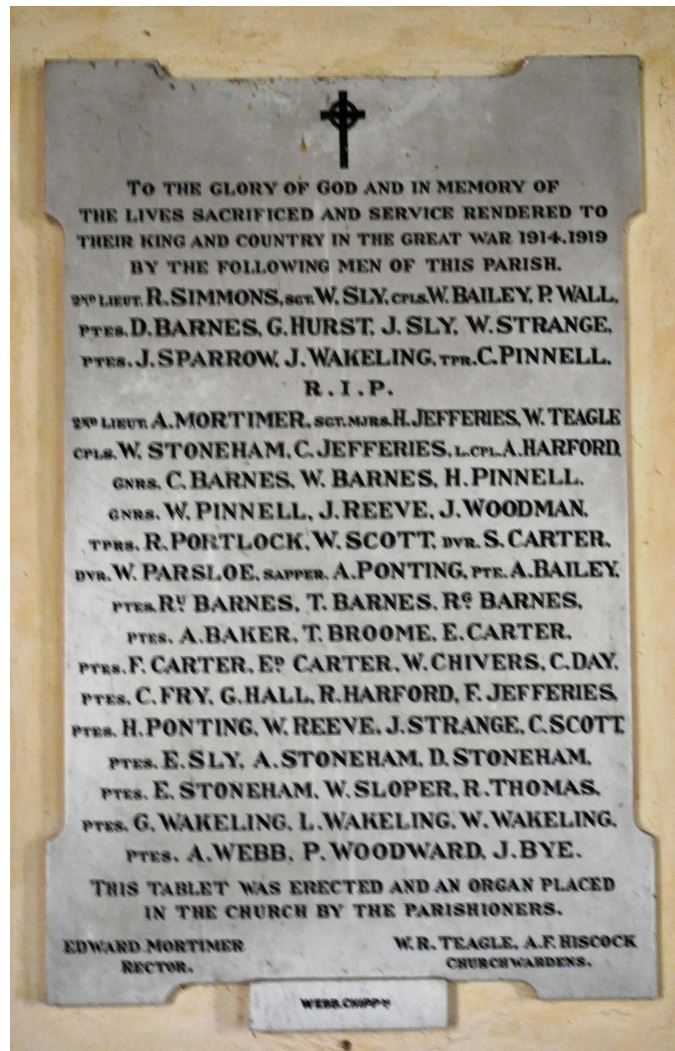 TO THE GLORY OF GOD AND IN MEMORY OF
THE LIVES SACRIFICED AND SERVICE RENDERED TO
THEIR KING AND COUNTRY IN THE GREAT WAR 1914.1919
BY THE FOLLOWING MEN OF THIS PARISH.
2ND LIEUT. R. SIMMONS, SGT. W. SLY, CPLS. W. BAILEY, P. WALL,
PTES. D. BARNES, G. HURST, J. SLY, W. STRANGE,
PTES. J. SPARROW, J. WAKELING, TPR. C. PINNELL.
R. I. P.
2ND LIEUT. A. MORTIMER, SGT. MJRS. H. JEFFERIES, W. TEAGLE
CPLS. W. STONEHAM, C. JEFFERIES, L. CPL. A. HARFORD,
GNRS. C. BARNES, W. BARNES, H. PINNELL.
GNRS. W. PINNELL, J. REEVE, J. WOODMAN,
TPRS. R. PORTLOCK, W. SCOTT, DVR. S. CARTER,
DVR. W. PARSLOE, SAPPER. A. PONTING, PTE. A. BAILEY,
PTES. RY BARNES, T. BARNES, RG BARNES,
PTES. A. BAKER, T. BROOME, E. CARTER,
PTES. F. CARTER, ED CARTER, W. CHIVERS, C. DAY,
PTES. C. FRY, G. HALL, R. HARFORD, F. JEFFERIES,
PTES. H. PONTING, W. REEVE, J. STRANGE, C. SCOTT,
PTES. E. SLY, A. STONEHAM, D. STONEHAM,
PTES. E. STONEHAM, W. SLOPER, R. THOMAS,
PTES. G. WAKELING, L. WAKELING, W. WAKELING,
PTES. A. WEBB, P. WOODWARD, J. BYE.
THIS TABLET WAS ERECTED AND AN ORGAN PLACED
IN THE CHURCH BY THE PARISHIONERS.
EDWARD MORTIMER
RECTOR.
W. R. TEAGLE, A. F. HISCOCK
CHURCHWARDENS.
WEBB. CHIPPM